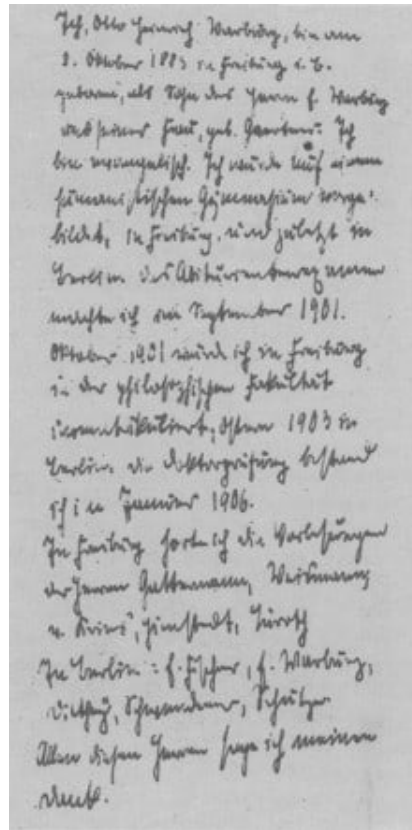 Ich, Otto Heinrich Warburg, bin am
8. Oktober 1883 in Freiburg i. B.
geboren, als Sohn des Herrn E. Warburg
und seiner Frau, geb. Gaertner. Ich
bin evangelisch. Ich wurde auf einem
humanistischen Gymnasium vorge-
bildet, in Freiburg, und zuletzt in
Berlin. Das Abiturientenexamen
machte ich im September 1901.
Oktober 1901 wurde ich in Freiburg
in der philosophischen Fakultät
immatrikuliert, Ostern 1903 in
Berlin. Die Doktorprüfung bestand
ich im Januar 1906.
In Freiburg hörte ich die Vorlesungen
der Herren Gattermann, Weismann,
v. Kries, Himstedt, Lüroth
In Berlin: E. Fischer, E. Warburg,
Dilthey, Schwendener,
Allen diesen Herren sage ich meinen
Dank.